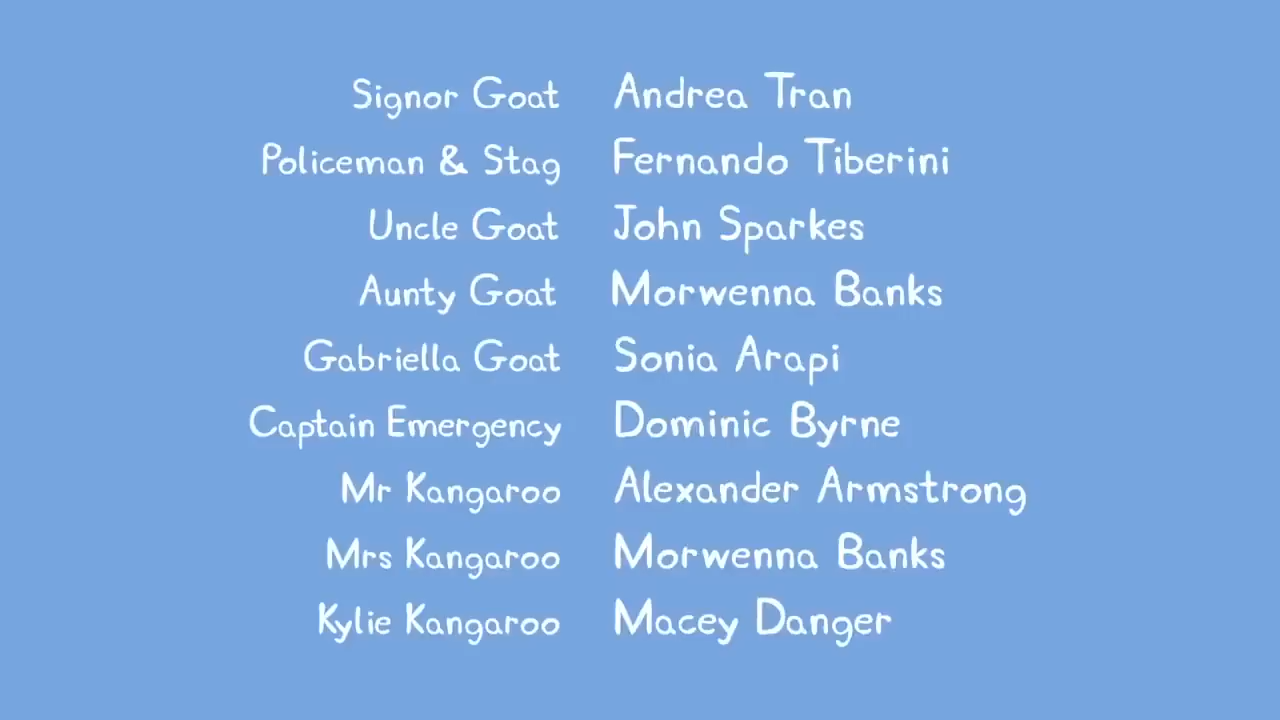 Signor Goat Andrea Tran
Policeman & Stag Fernando Tiberini
Uncle Goat John Sparkes
Aunty Goat Morwenna Banks
Gabriella Goat Sonia Arapi
Captain Emergency Dominic Byrne
Mr Kangaroo Alexander Armstrong
Mrs Kangaroo Morwenna Banks
Kylie Kangaroo Macey Danger